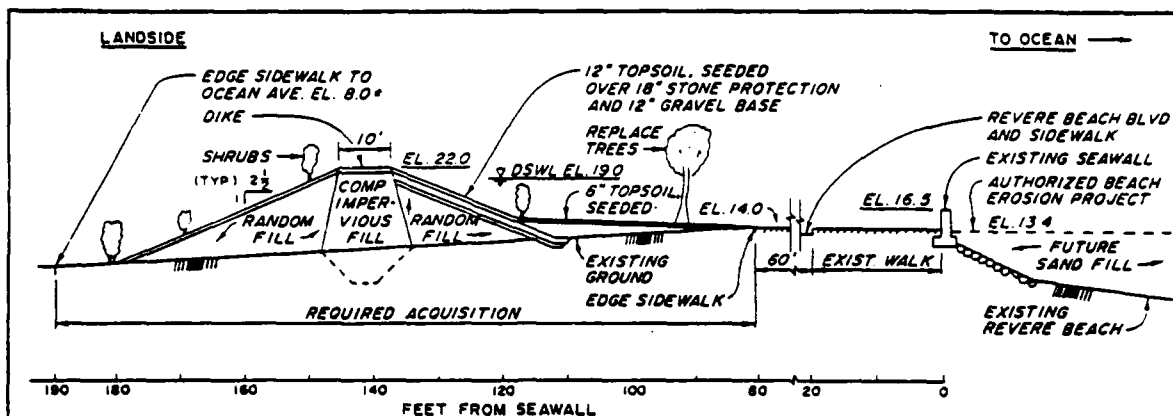 LANDSIDE
TO OCEAN
EDGE SIDEWALK TO
OCEAN AVE. EL. 8.0±
DIKE
10'
SHRUBS
(TYP)
2 1/2
1
EL. 22.0
12" TOPSOIL, SEEDED
OVER 18" STONE PROTECTION
AND 12" GRAVEL BASE
REPLACE
TREES
DSWL EL. 19.0
6" TOPSOIL,
SEEDED
EL. 14.0
REVERE BEACH BLVD
AND SIDEWALK
EXISTING SEAWALL
AUTHORIZED BEACH
EROSION PROJECT
EL. 16.5
EL. 13.4
RANDOM
FILL
COMP
IMPER-
VIOUS
FILL
RANDOM
FILL
EXISTING
GROUND
EDGE SIDEWALK
60'
EXIST WALK
FUTURE
SAND FILL
EXISTING
REVERE BEACH
REQUIRED ACQUISITION
190 180 160 140 120 100 80 20 0
FEET FROM SEAWALL